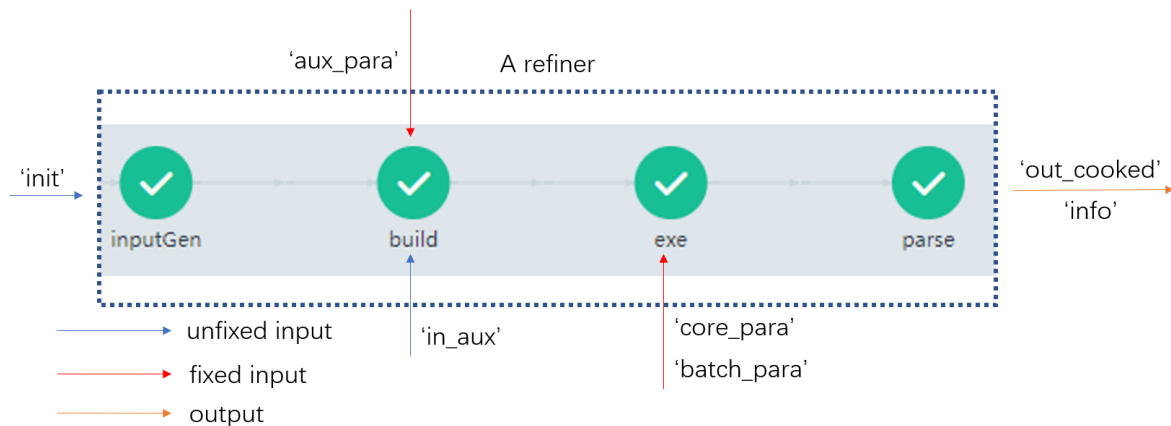 ‘aux_para’
A refiner
‘init’
inputGen
build
exe
parse
‘out_cooked’
‘info’
‘in_aux’
‘core_para’
‘batch_para’
unfixed input
fixed input
output